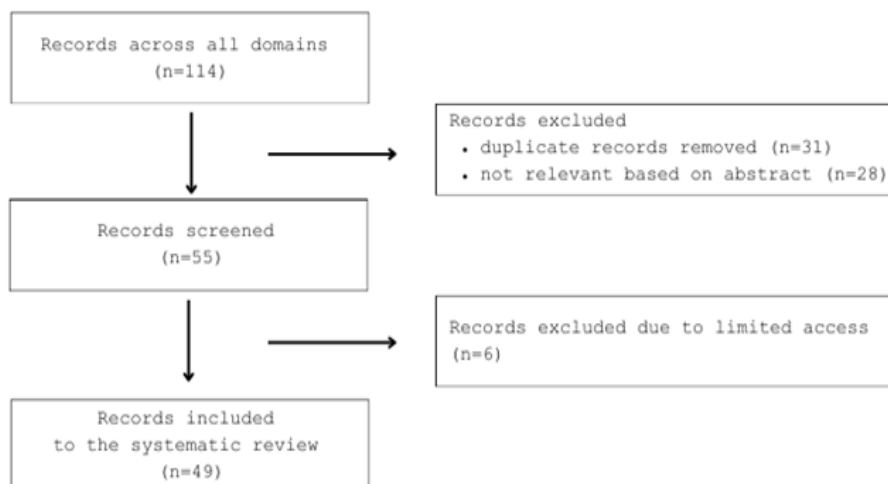 Records across all domains
(n=114)
Records excluded
• duplicate records removed (n=31)
• not relevant based on abstract (n=28)
Records screened
(n=55)
Records excluded due to limited access
(n=6)
Records included
to the systematic review
(n=49)